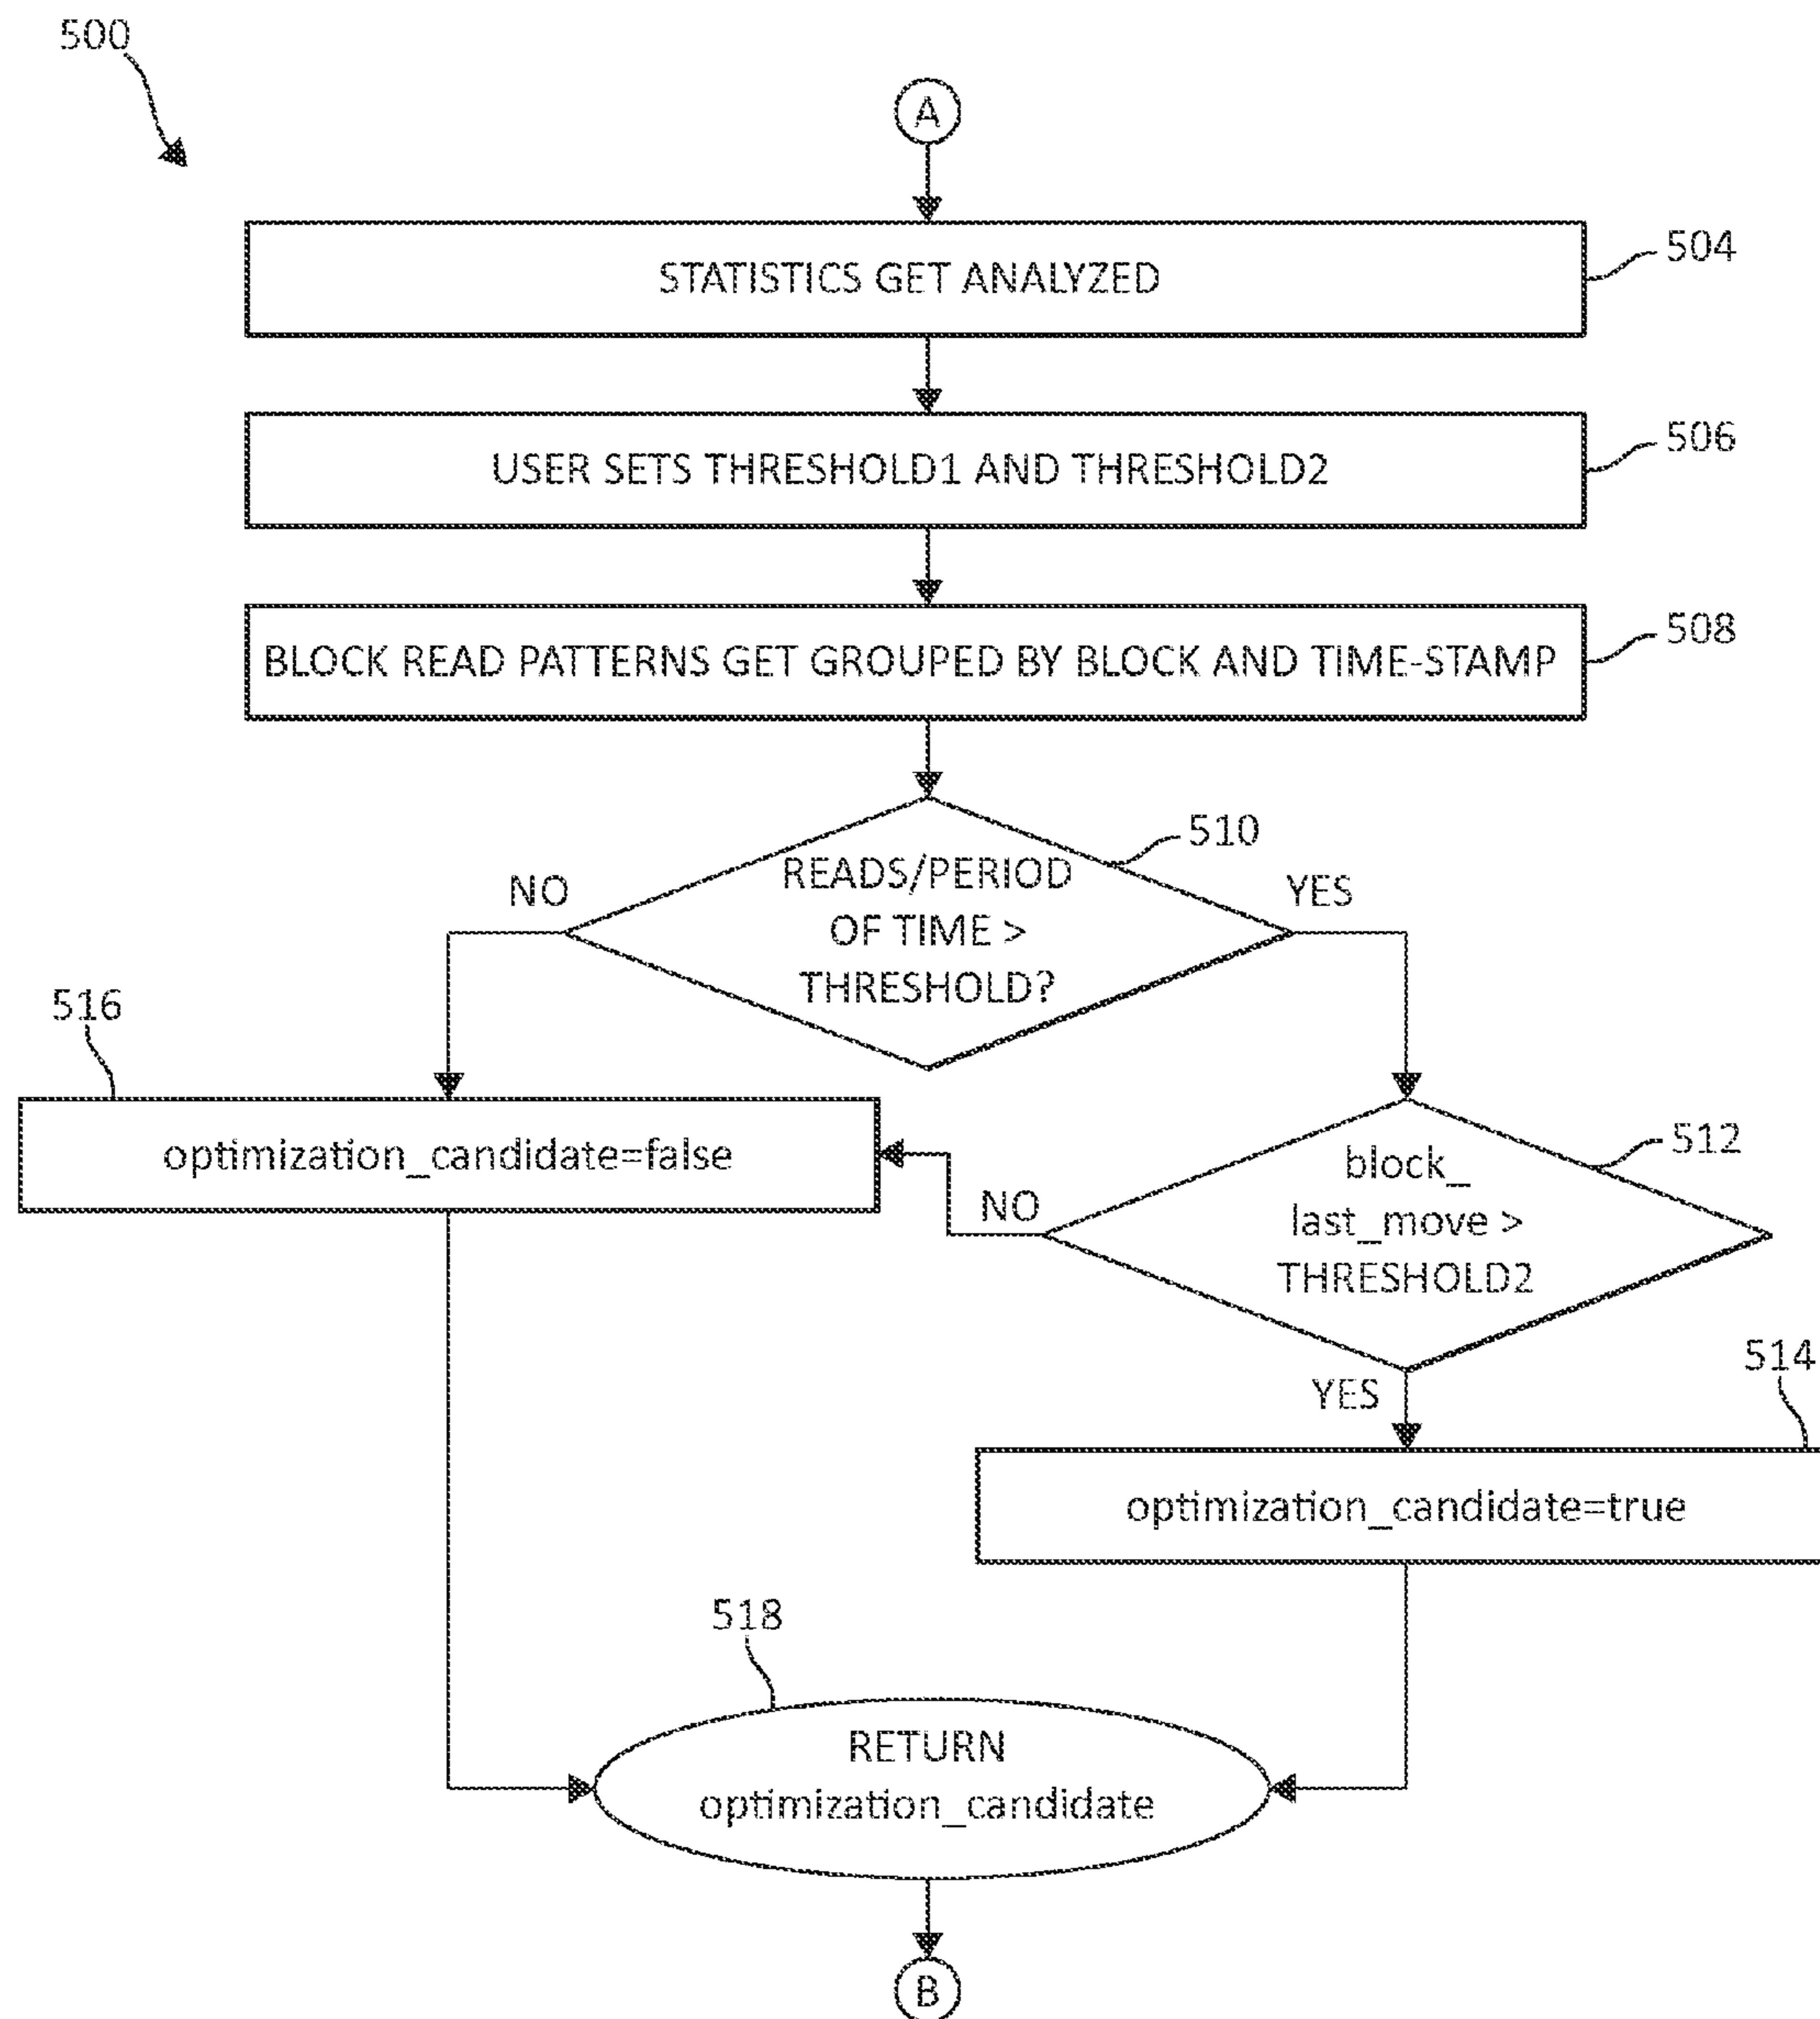 500
A
STATISTICS GET ANALYZED
504
USER SETS THRESHOLD1 AND THRESHOLD2
506
BLOCK READ PATTERNS GET GROUPED BY BLOCK AND TIME-STAMP
508
510
NO
READS/PERIOD
OF TIME >
THRESHOLD?
YES
516
optimization_candidate=false
512
block_
last_move >
THRESHOLD2
NO
YES
514
optimization_candidate=true
518
RETURN
optimization_candidate
B